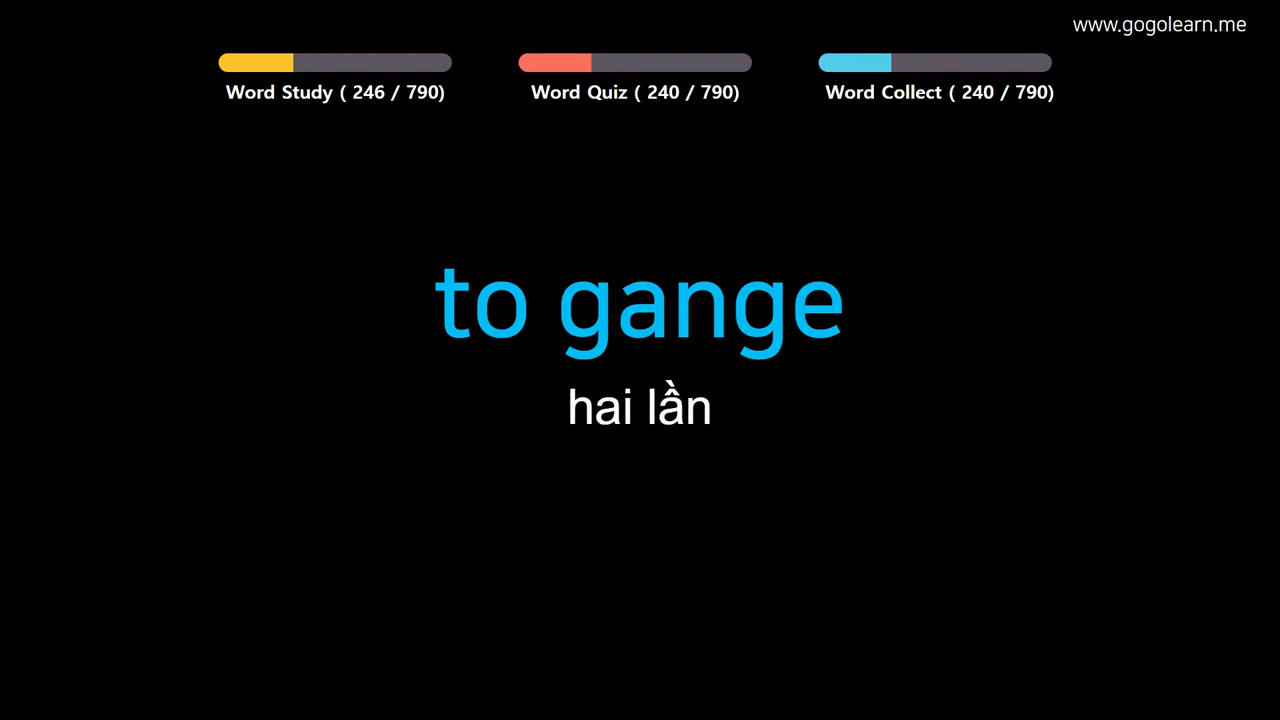 www.gogolearn.me
Word Study ( 246 / 790)
Word Quiz ( 240 / 790)
Word Collect ( 240 / 790)
to gange
hai lần